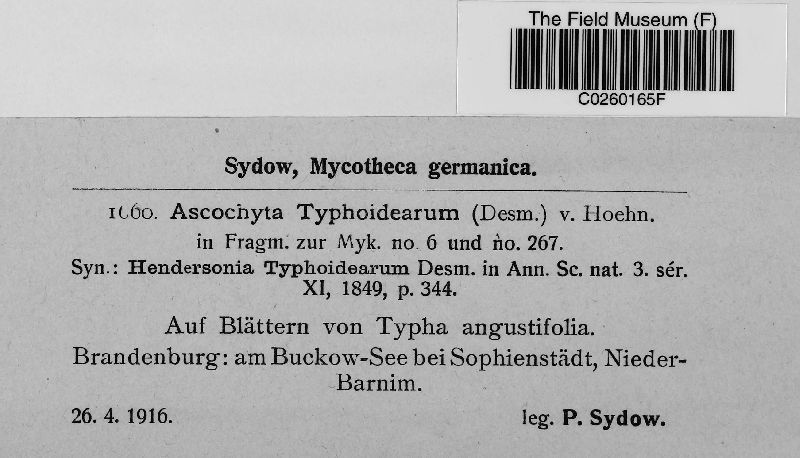 The Field Museum (F)
C0260165F
Sydow, Mycotheca germanica.
1660. Ascochyta Typhoidearum (Desm.) v. Hoehn.
in Fragm. zur Myk. no. 6 und no. 267.
Syn.: Hendersonia Typhoidearum Desm. in Ann. Sc. nat. 3. sér.
XI, 1849, p. 344.
Auf Blättern von Typha angustifolia.
Brandenburg: am Buckow-See bei Sophienstädt, Nieder-
Barnim.
26. 4. 1916.
leg. P. Sydow.